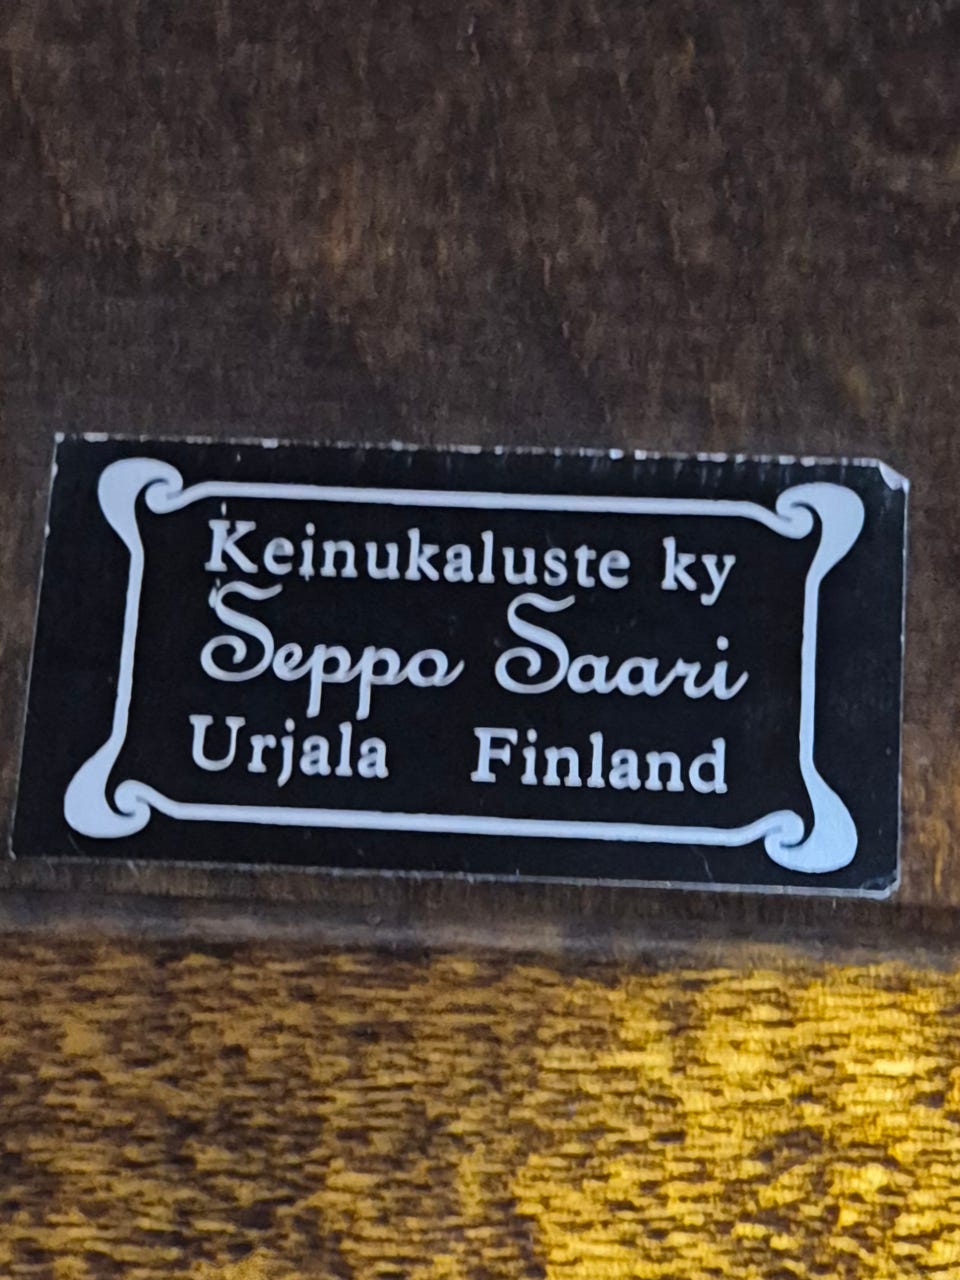 Keinukaluste ky
Seppo Saari
Urjala Finland